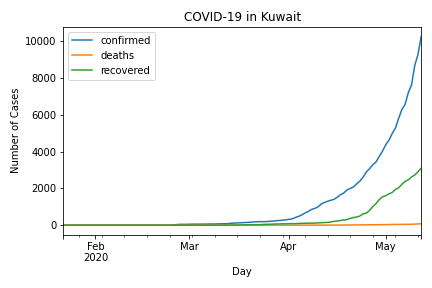 COVID-19 in Kuwait
confirmed
deaths
recovered
Number of Cases
10000
8000
6000
4000
2000
0
Feb
2020
Mar
Apr
May
Day